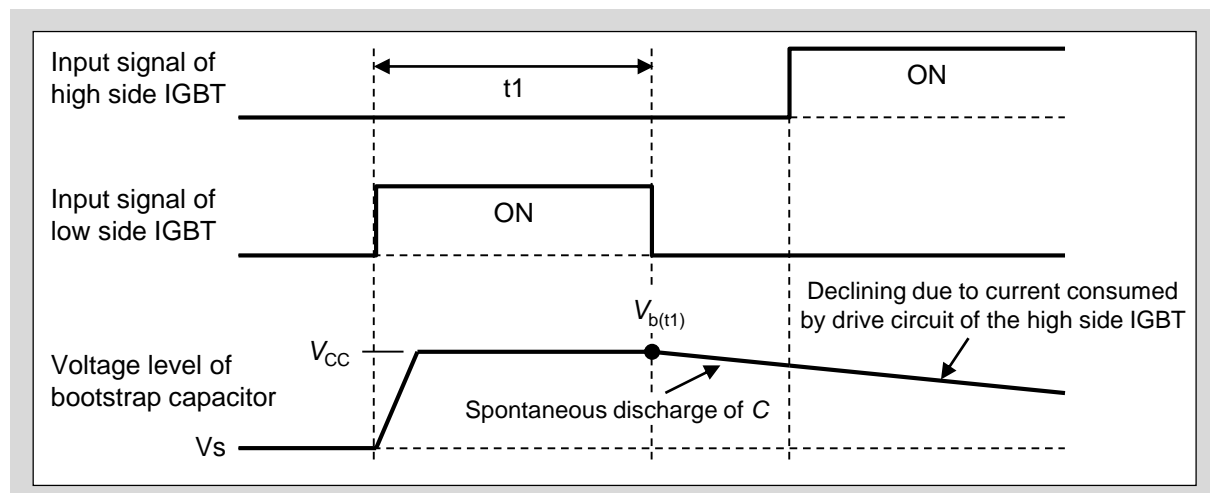 Input signal of
high side IGBT
t1
ON
Input signal of
low side IGBT
ON
Declining due to current consumed
by drive circuit of the high side IGBT
Vb(t1)
VCC
Voltage level of
bootstrap capacitor
Spontaneous discharge of C
Vs